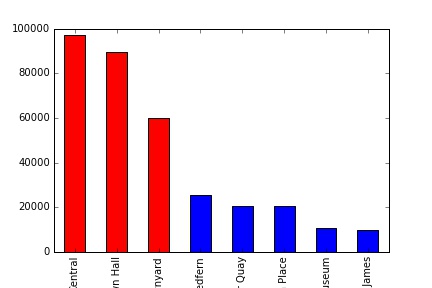 100000
80000
60000
40000
20000
0
entral
n Hall
nyard
edfern
r Quay
Place
useum
James